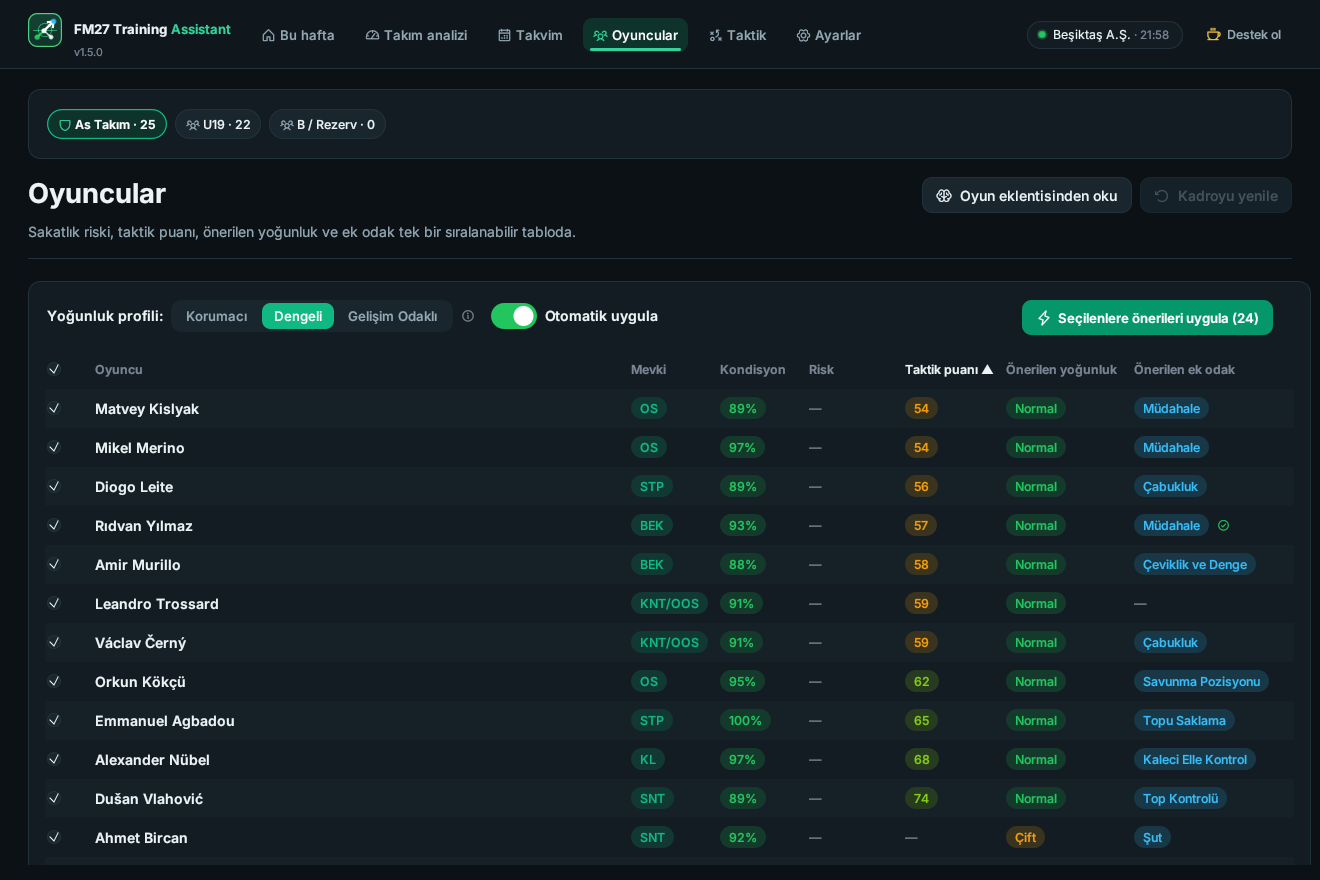 FM27 Training Assistant
v1.5.0
Bu hafta
Takım analizi
Takvim
Oyuncular
Taktik
Ayarlar
Beşiktaş A.Ş. · 21:58
Destek ol
As Takım · 25
U19 · 22
B / Rezerv · 0
Oyuncular
Oyun eklentisinden oku
Kadroyu yenile
Sakatlık riski, taktik puanı, önerilen yoğunluk ve ek odak tek bir sıralanabilir tabloda.
Yoğunluk profili: Korumacı Dengeli Gelişim Odaklı Otomatik uygula
Seçilenlere önerileri uygula (24)
Oyuncu Mevki Kondisyon Risk Taktik puanı ▲ Önerilen yoğunluk Önerilen ek odak
Matvey Kislyak OS 89% — 54 Normal Müdahale
Mikel Merino OS 97% — 54 Normal Müdahale
Diogo Leite STP 89% — 56 Normal Çabukluk
Rıdvan Yılmaz BEK 93% — 57 Normal Müdahale
Amir Murillo BEK 88% — 58 Normal Çeviklik ve Denge
Leandro Trossard KNT/OOS 91% — 59 Normal —
Václav Černý KNT/OOS 91% — 59 Normal Çabukluk
Orkun Kökçü OS 95% — 62 Normal Savunma Pozisyonu
Emmanuel Agbadou STP 100% — 65 Normal Topu Saklama
Alexander Nübel KL 97% — 68 Normal Kaleci Elle Kontrol
Dušan Vlahović SNT 89% — 74 Normal Top Kontrolü
Ahmet Bircan SNT 92% — — Çift Şut